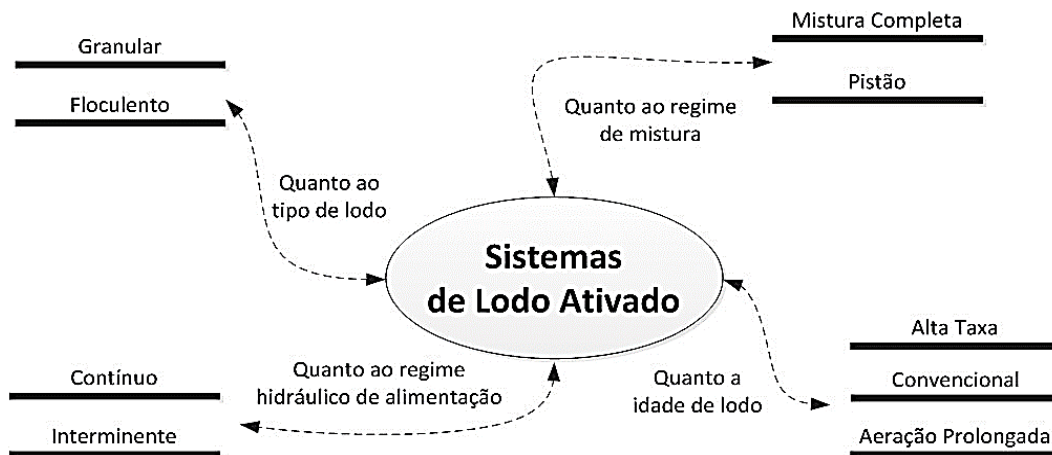 Granular
Floculento
Quanto ao
tipo de lodo
Mistura Completa
Pistão
Quanto ao regime
de mistura
Sistemas
de Lodo Ativado
Contínuo
Interminente
Quanto ao regime
hidráulico de alimentação
Quanto a
idade de lodo
Alta Taxa
Convencional
Aeração Prolongada